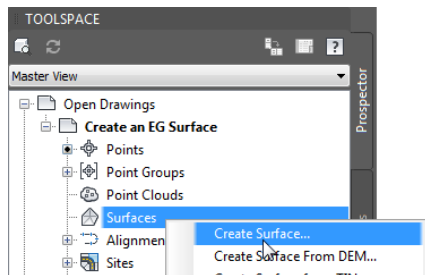 TOOLSPACE
Master View
Prospector
Open Drawings
Create an EG Surface
Points
Point Groups
Point Clouds
Surfaces
Create Surface...
Alignmen
Create Surface From DEM...
Sites